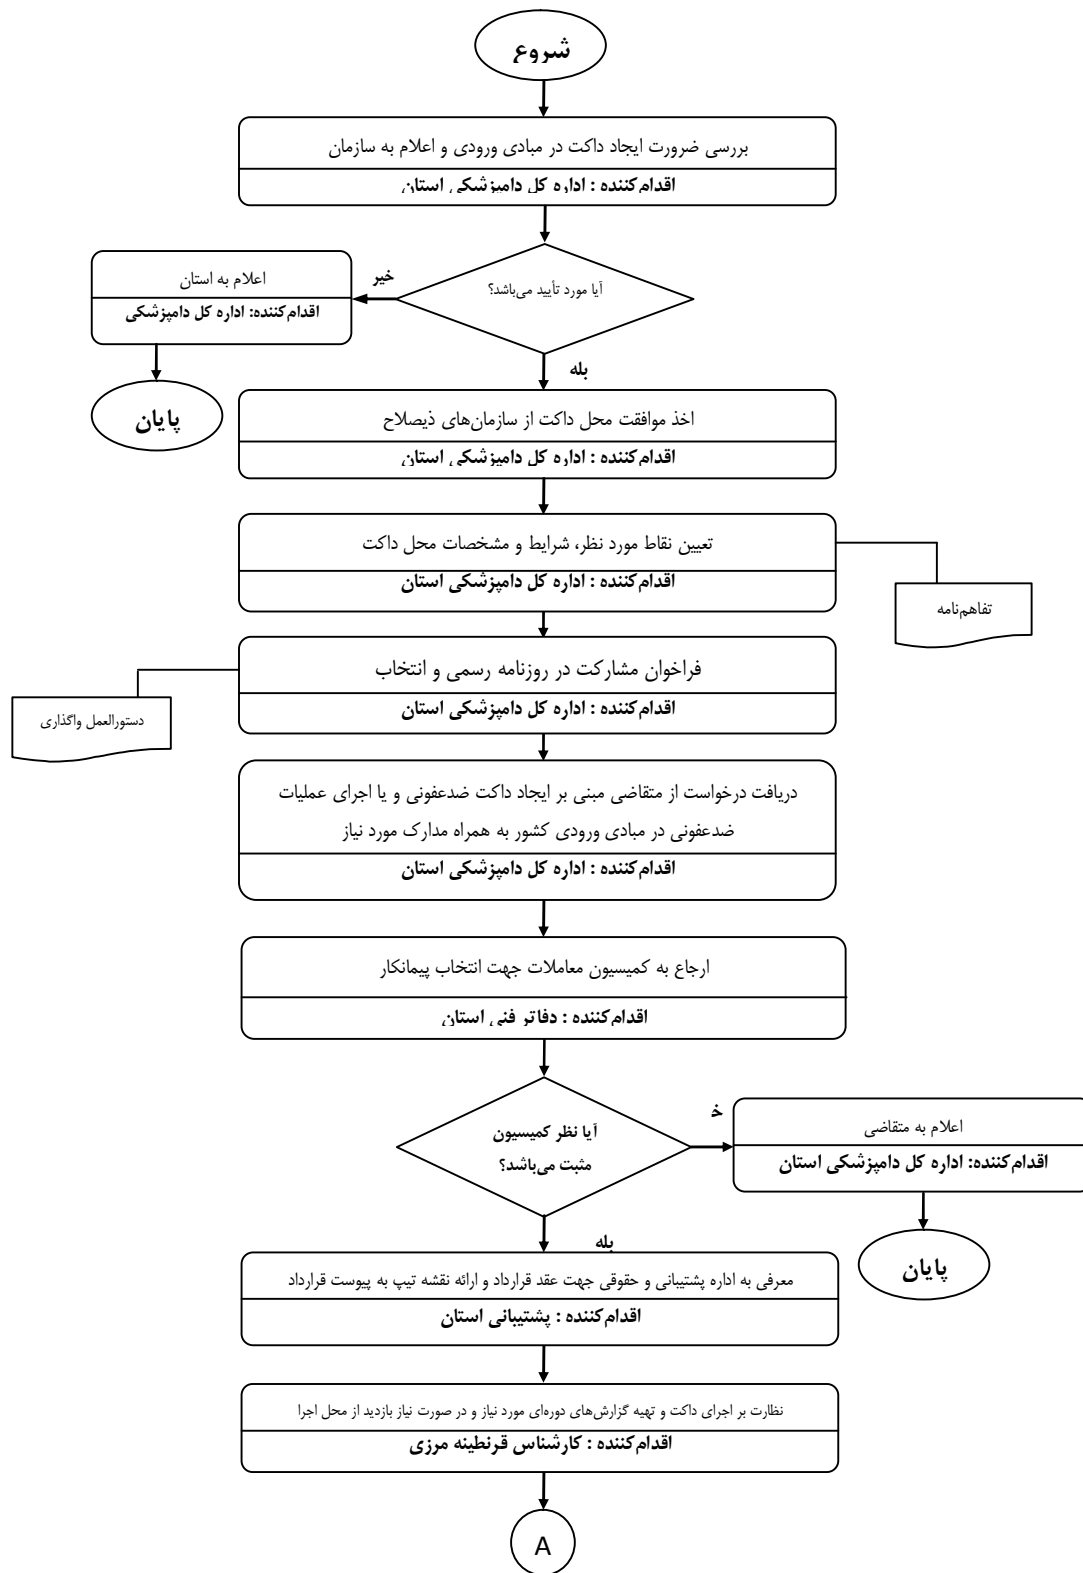 شروع
بررسی ضرورت ایجاد داکت در مبادی ورودی و اعلام به سازمان
اقدام‌کننده : اداره کل دامپزشکی استان
آیا مورد تأیید می‌باشد؟
خیر
اعلام به استان
اقدام‌کننده: اداره کل دامپزشکی
پایان
بله
اخذ موافقت محل داکت از سازمان‌های ذیصلاح
اقدام‌کننده : اداره کل دامپزشکی استان
تعیین نقاط مورد نظر، شرایط و مشخصات محل داکت
اقدام‌کننده : اداره کل دامپزشکی استان
تفاهم‌نامه
فراخوان مشارکت در روزنامه رسمی و انتخاب
اقدام‌کننده : اداره کل دامپزشکی استان
دستورالعمل واگذاری
دریافت درخواست از متقاضی مبنی بر ایجاد داکت ضدعفونی و یا اجرای عملیات
ضدعفونی در مبادی ورودی کشور به همراه مدارک مورد نیاز
اقدام‌کننده : اداره کل دامپزشکی استان
ارجاع به کمیسیون معاملات جهت انتخاب پیمانکار
اقدام‌کننده : دفاتر فنی استان
آیا نظر کمیسیون
مثبت می‌باشد؟
خ
اعلام به متقاضی
اقدام‌کننده: اداره کل دامپزشکی استان
پایان
بله
معرفی به اداره پشتیبانی و حقوقی جهت عقد قرارداد و ارائه نقشه تیپ به پیوست قرارداد
اقدام‌کننده : پشتیبانی استان
نظارت بر اجرای داکت و تهیه گزارش‌های دوره‌ای مورد نیاز و در صورت نیاز بازدید از محل اجرا
اقدام‌کننده : کارشناس قرنطینه مرزی
A